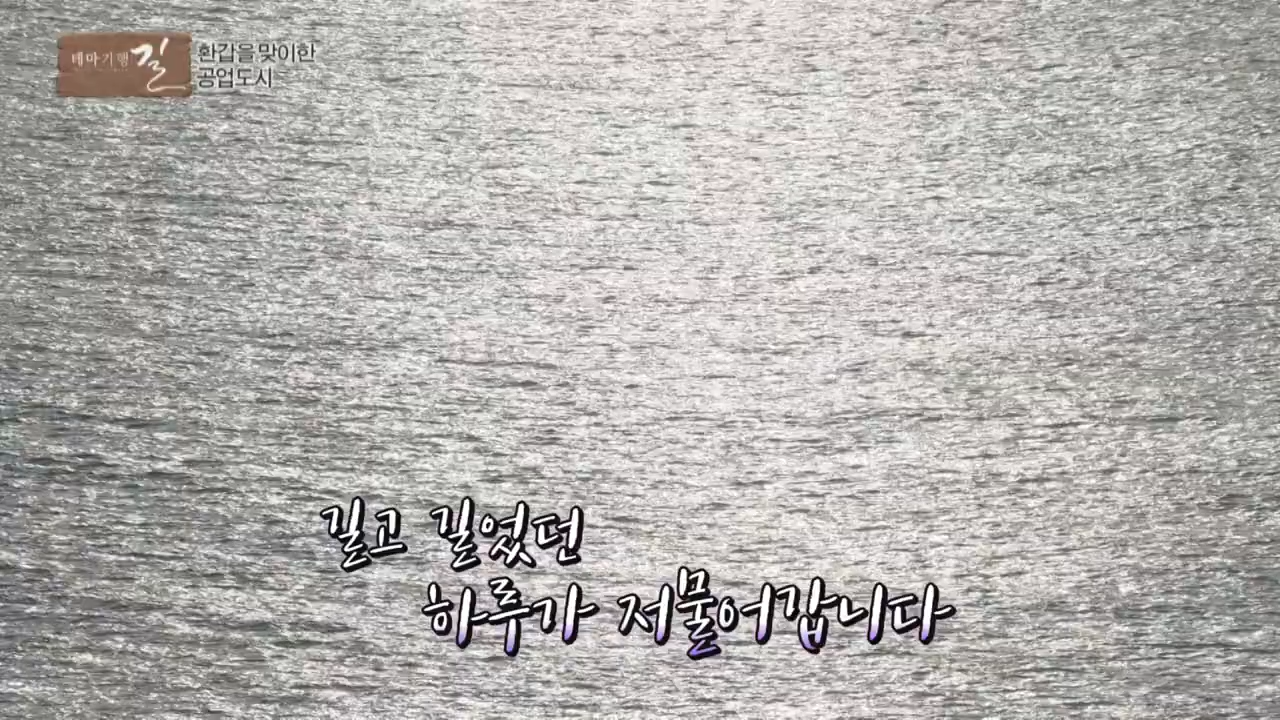 테마기행 길
환갑을 맞이한
공업도시
길고 길었던
하루가 저물어갑니다